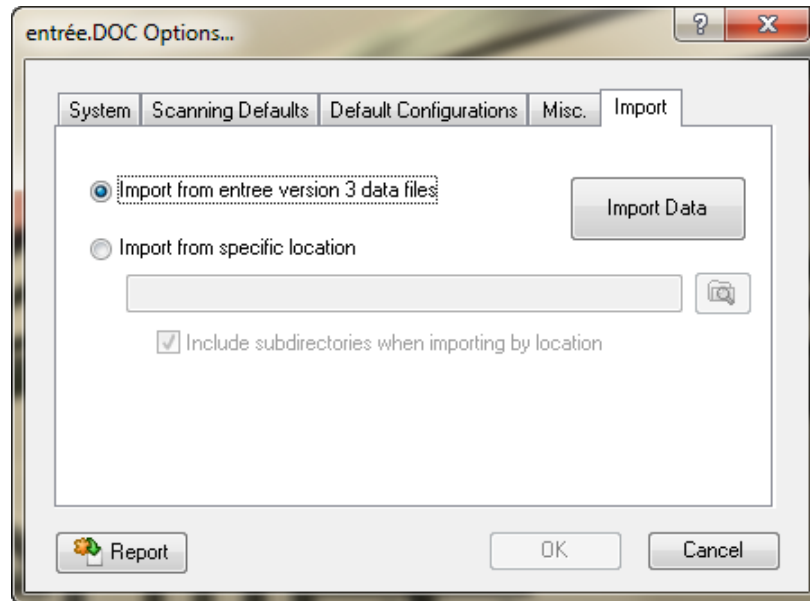 entrée.DOC Options...
System
Scanning Defaults
Default Configurations
Misc.
Import
Import from entree version 3 data files
Import Data
Import from specific location
Include subdirectories when importing by location
Report
OK
Cancel